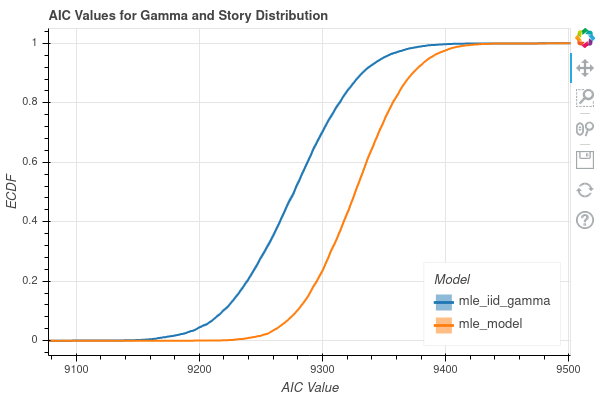 AIC Values for Gamma and Story Distribution
1
0.8
0.6
0.4
0.2
0
ECDF
Model
mle_iid_gamma
mle_model
9100 9200 9300 9400 9500
AIC Value